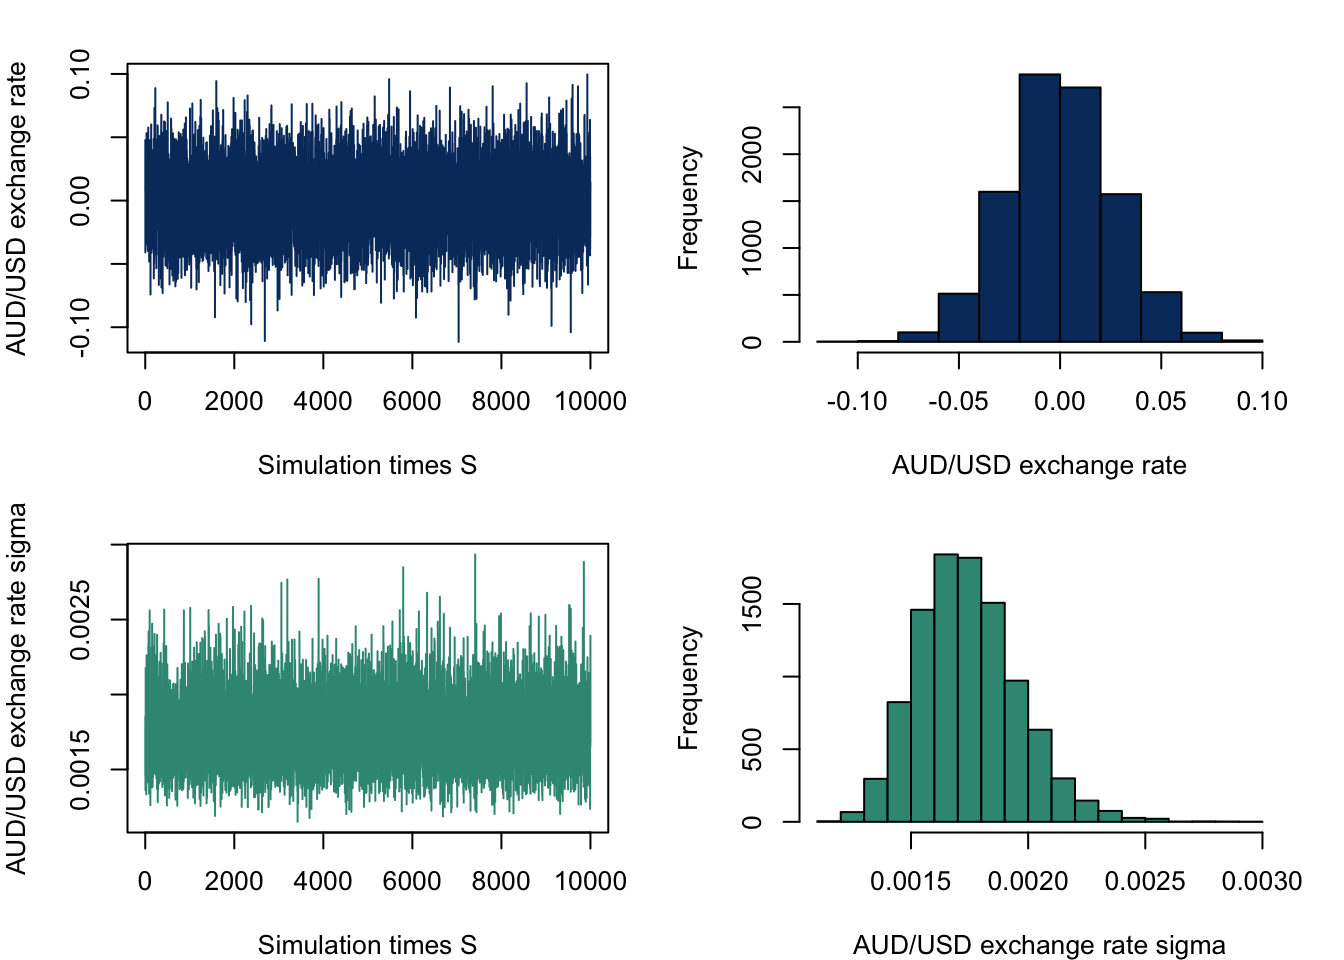 AUD/USD exchange rate
0.10
0.00
-0.10
0 2000 4000 6000 8000 10000
Simulation times S
Frequency
2000
1000
0
-0.10 -0.05 0.00 0.05 0.10
AUD/USD exchange rate
AUD/USD exchange rate sigma
0.0025
0.0015
0 2000 4000 6000 8000 10000
Simulation times S
Frequency
1500
500
0
0.0015 0.0020 0.0025 0.0030
AUD/USD exchange rate sigma